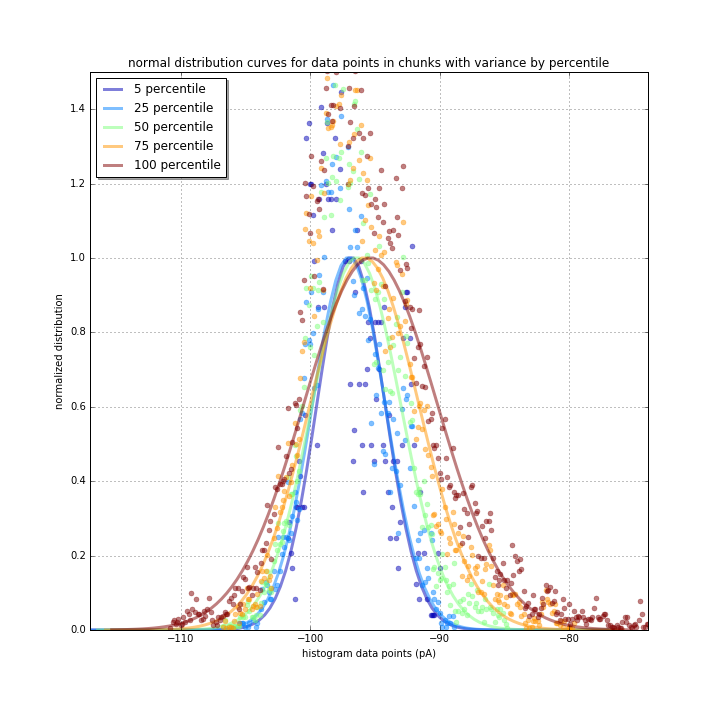 normal distribution curves for data points in chunks with variance by percentile
5 percentile
25 percentile
50 percentile
75 percentile
100 percentile
1.4
1.2
1.0
0.8
0.6
0.4
0.2
0.0
normalized distribution
−110
−100
−90
−80
histogram data points (pA)